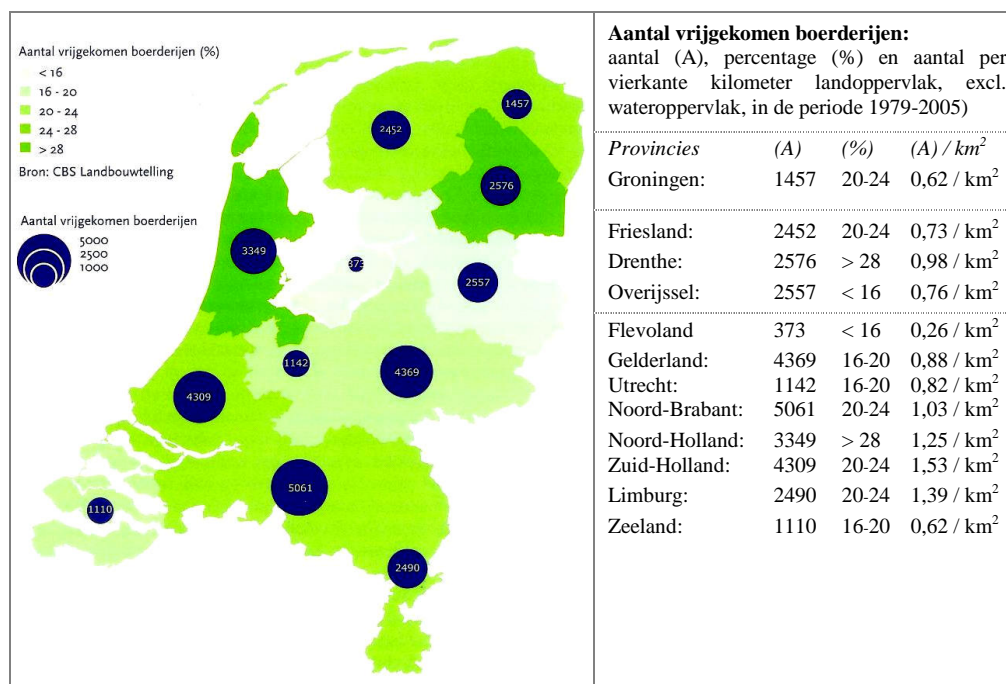 Aantal vrijgekomen boerderijen (%)
< 16
16 - 20
20 - 24
24 - 28
> 28
Bron: CBS Landbouwtelling
Aantal vrijgekomen boerderijen
5000
2500
1000
1457
2452
2576
3349
373
2557
1142
4369
4309
5061
1110
2490
Aantal vrijgekomen boerderijen:
aantal (A), percentage (%) en aantal per
vierkante kilometer landoppervlak, excl.
wateroppervlak, in de periode 1979-2005)
Provincies (A) (%) (A) / km²
Groningen: 1457 20-24 0,62 / km²
Friesland: 2452 20-24 0,73 / km²
Drenthe: 2576 > 28 0,98 / km²
Overijssel: 2557 < 16 0,76 / km²
Flevoland 373 < 16 0,26 / km²
Gelderland: 4369 16-20 0,88 / km²
Utrecht: 1142 16-20 0,82 / km²
Noord-Brabant: 5061 20-24 1,03 / km²
Noord-Holland: 3349 > 28 1,25 / km²
Zuid-Holland: 4309 20-24 1,53 / km²
Limburg: 2490 20-24 1,39 / km²
Zeeland: 1110 16-20 0,62 / km²